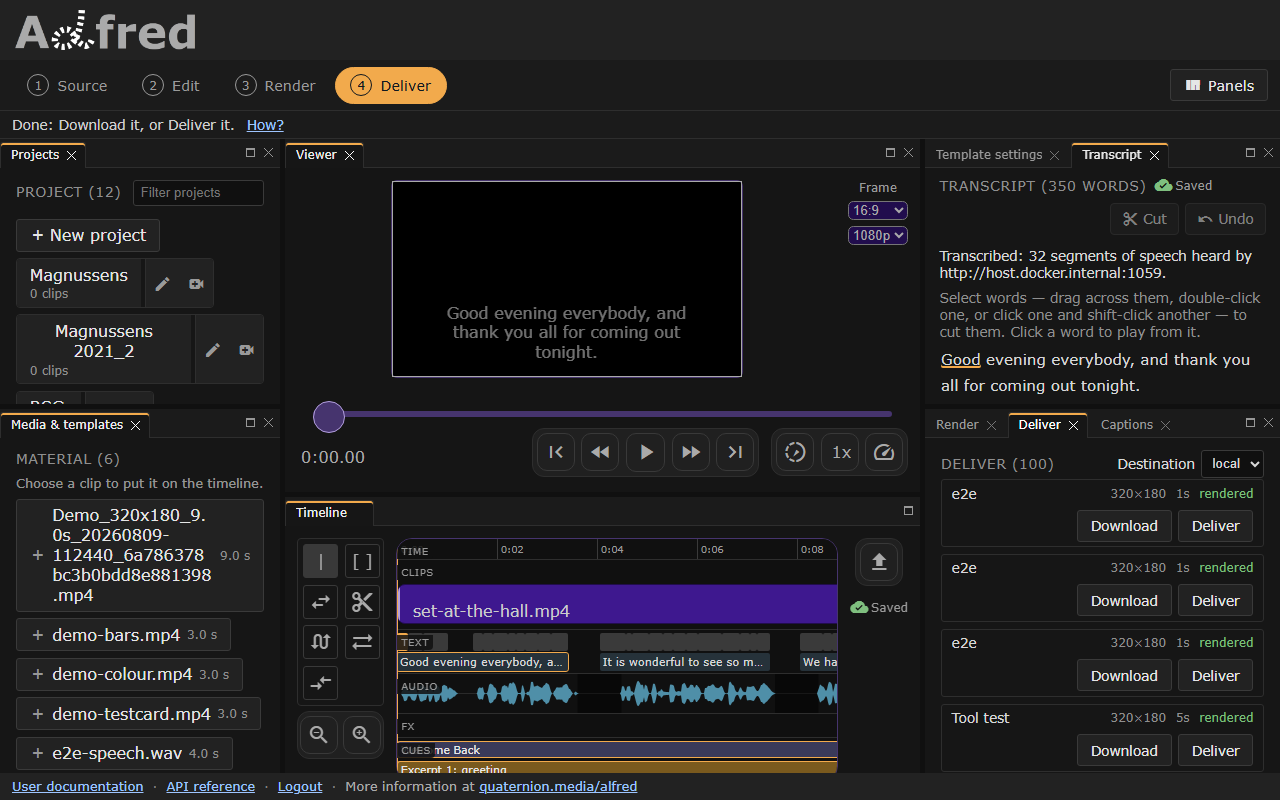 Alfred
1 Source
2 Edit
3 Render
4 Deliver
Panels
Done: Download it, or Deliver it. How?
Projects
PROJECT (12)
Filter projects
+ New project
Magnussens
0 clips
Magnussens
2021_2
0 clips
Media & templates
MATERIAL (6)
Choose a clip to put it on the timeline.
+ Demo_320x180_9.
0s_20260809-
112440_6a786378
bc3b0bdd8e881398
.mp4
9.0 s
+ demo-bars.mp4 3.0 s
+ demo-colour.mp4 3.0 s
+ demo-testcard.mp4 3.0 s
+ e2e-speech.wav 4.0 s
Viewer
Good evening everybody, and
thank you all for coming out
tonight.
Frame
16:9
1080p
0:00.00
1x
Timeline
TIME 0:02 0:04 0:06 0:08
CLIPS
set-at-the-hall.mp4
TEXT
Good evening everybody, a... It is wonderful to see so m... We ha
AUDIO
FX
CUES me Back
Excerpt 1: greeting
Saved
Template settings
Transcript
TRANSCRIPT (350 WORDS) Saved
Cut
Undo
Transcribed: 32 segments of speech heard by
http://host.docker.internal:1059.
Select words — drag across them, double-click
one, or click one and shift-click another — to
cut them. Click a word to play from it.
Good evening everybody, and thank you
all for coming out tonight.
Render
Deliver
Captions
DELIVER (100)
Destination local
e2e 320×180 1s rendered
Download Deliver
e2e 320×180 1s rendered
Download Deliver
e2e 320×180 1s rendered
Download Deliver
Tool test 320×180 5s rendered
Download Deliver
User documentation · API reference · Logout · More information at quaternion.media/alfred